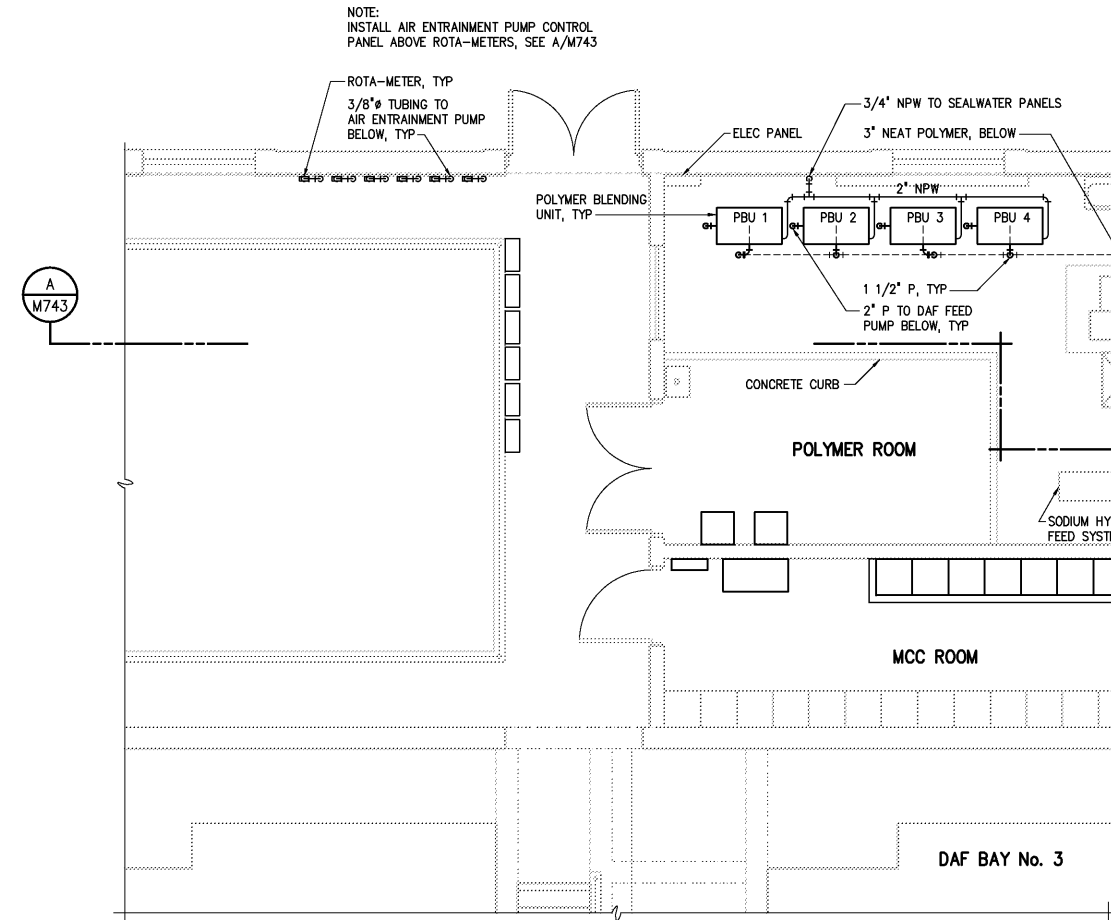 NOTE:
INSTALL AIR ENTRAINMENT PUMP CONTROL
PANEL ABOVE ROTA-METERS, SEE A/M743
ROTA-METER, TYP
3/8"ø TUBING TO
AIR ENTRAINMENT PUMP
BELOW, TYP
3/4" NPW TO SEALWATER PANELS
ELEC PANEL
3" NEAT POLYMER, BELOW
2" NPW
POLYMER BLENDING
UNIT, TYP
PBU 1
PBU 2
PBU 3
PBU 4
A
M743
1 1/2" P, TYP
2" P TO DAF FEED
PUMP BELOW, TYP
CONCRETE CURB
POLYMER ROOM
SODIUM HY
FEED SYST
MCC ROOM
DAF BAY No. 3